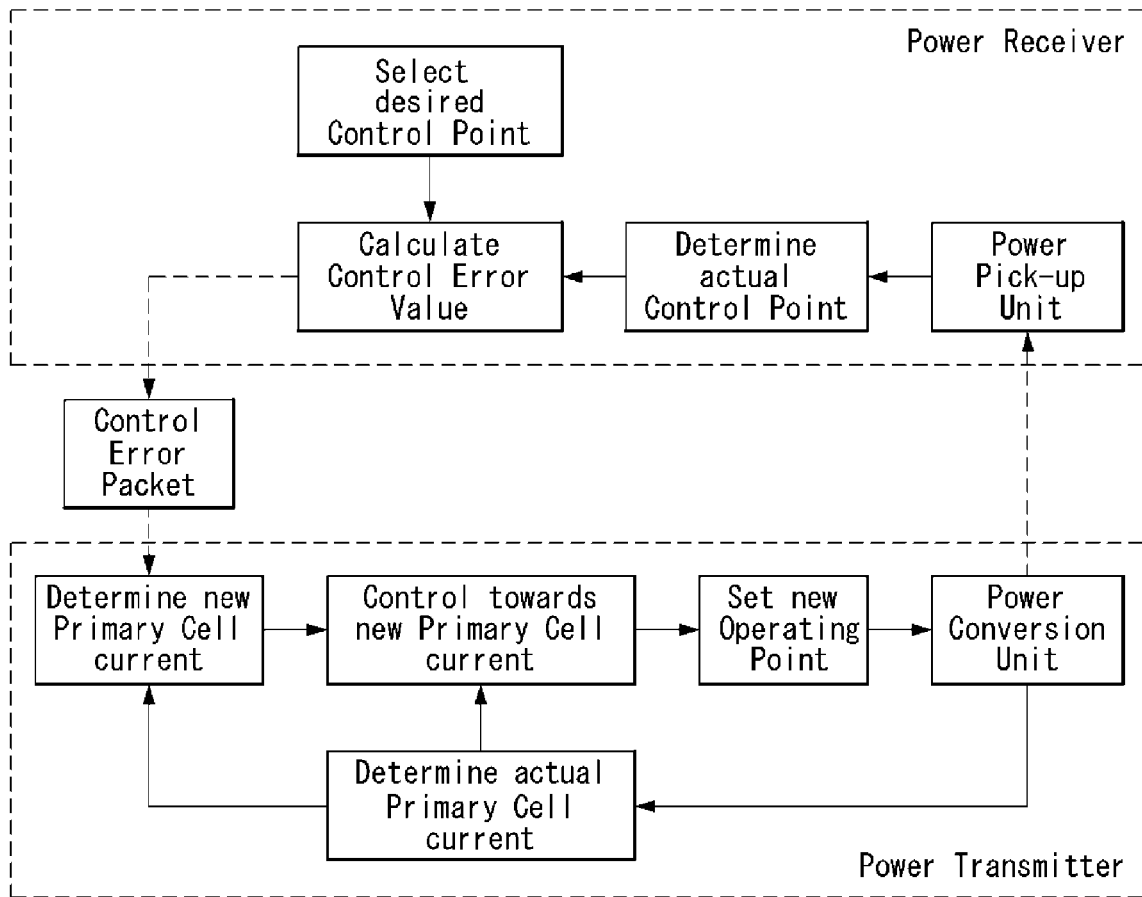 Power Receiver
Select
desired
Control Point
Calculate
Control Error
Value
Determine
actual
Control Point
Power
Pick-up
Unit
Control
Error
Packet
Determine new
Primary Cell
current
Control towards
new Primary Cell
current
Set new
Operating
Point
Power
Conversion
Unit
Determine actual
Primary Cell
current
Power Transmitter